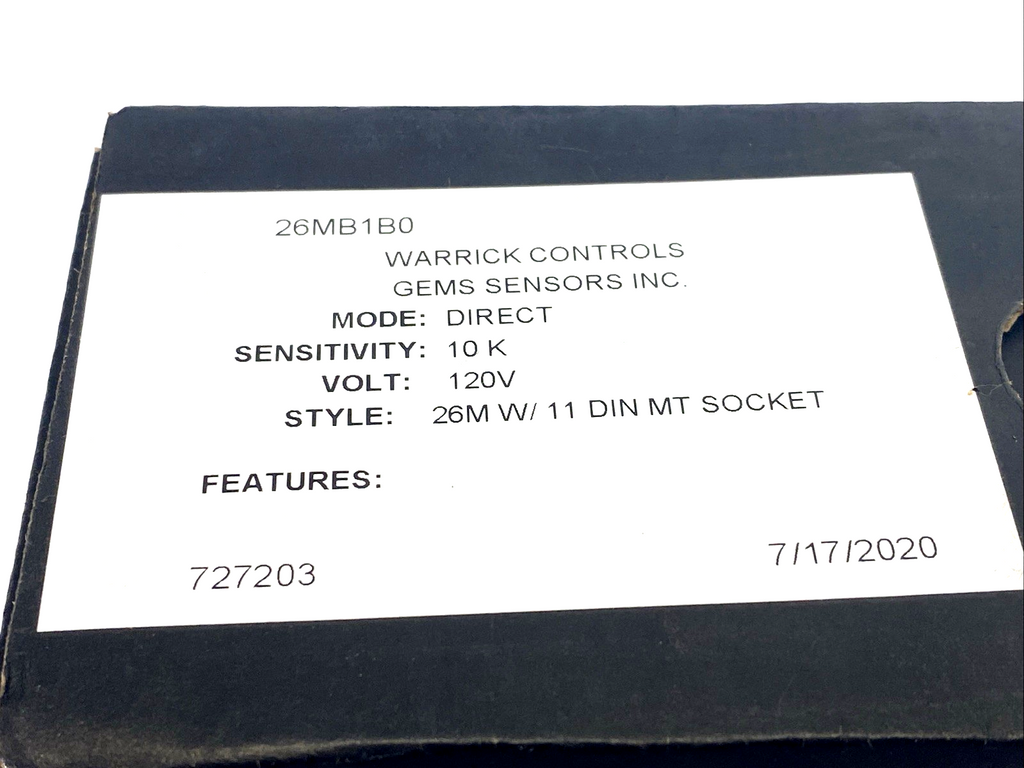 26MB1B0
WARRICK CONTROLS
GEMS SENSORS INC.
MODE: DIRECT
SENSITIVITY: 10 K
VOLT: 120V
STYLE: 26M W/ 11 DIN MT SOCKET
FEATURES:
727203
7/17/2020